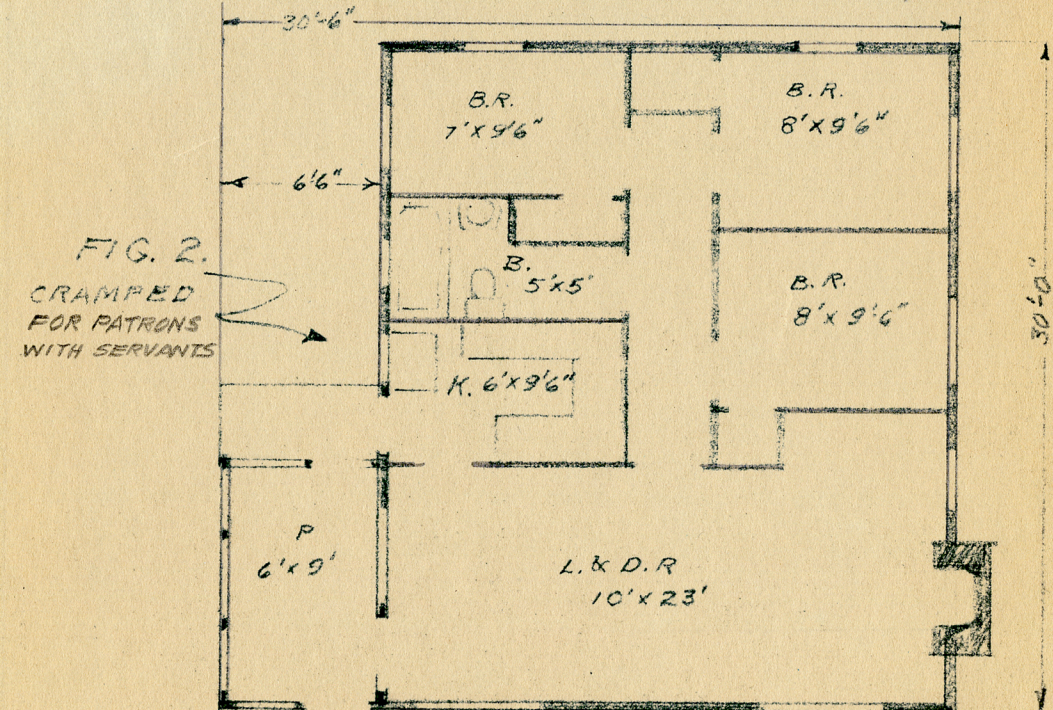 30'-6"
B.R.
7'X9'6"
B. R.
8'X9'6"
6'6"
FIG. 2.
CRAMPED
FOR PATRONS
WITH SERVANTS
B.
5'X5'
B.R.
8'X 9'6"
30'-0"
K. 6'X9'6"
P
6'X9'
L. & D.R
10'X23'